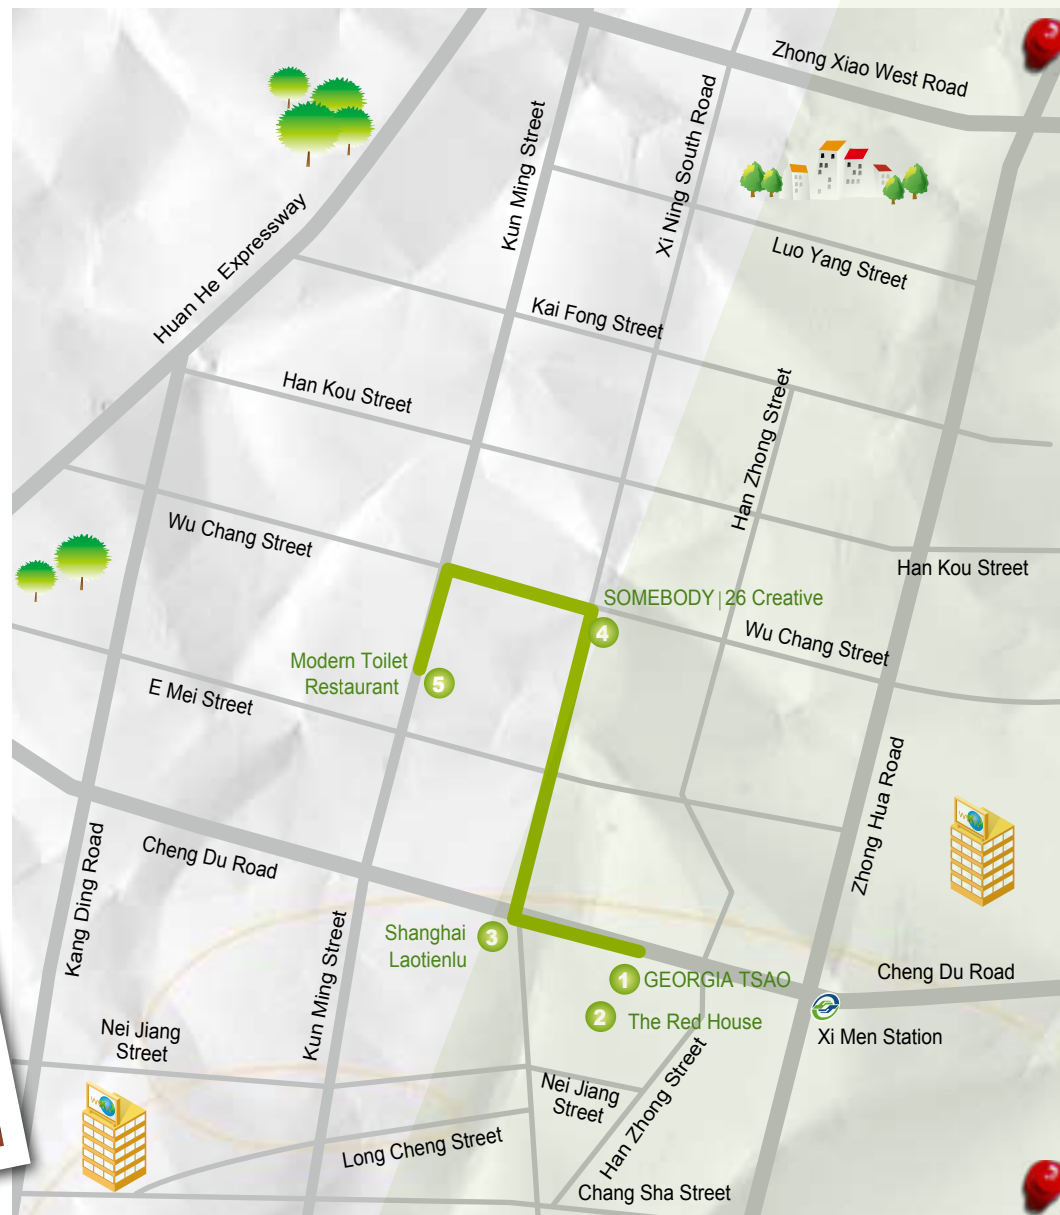 Zhong Xiao West Road
Kun Ming Street
Xi Ning South Road
Huan He Expressway
Luo Yang Street
Kai Fong Street
Han Kou Street
Han Zhong Street
Wu Chang Street
Han Kou Street
SOMEBODY | 26 Creative
4
Wu Chang Street
Modern Toilet
Restaurant
5
E Mei Street
Zhong Hua Road
Cheng Du Road
Kang Ding Road
Shanghai
Laotienlu
3
1
GEORGIA TSAO
Cheng Du Road
2
The Red House
Xi Men Station
Kun Ming Street
Nei Jiang
Street
Nei Jiang
Street
Han Zhong Street
Long Cheng Street
Chang Sha Street